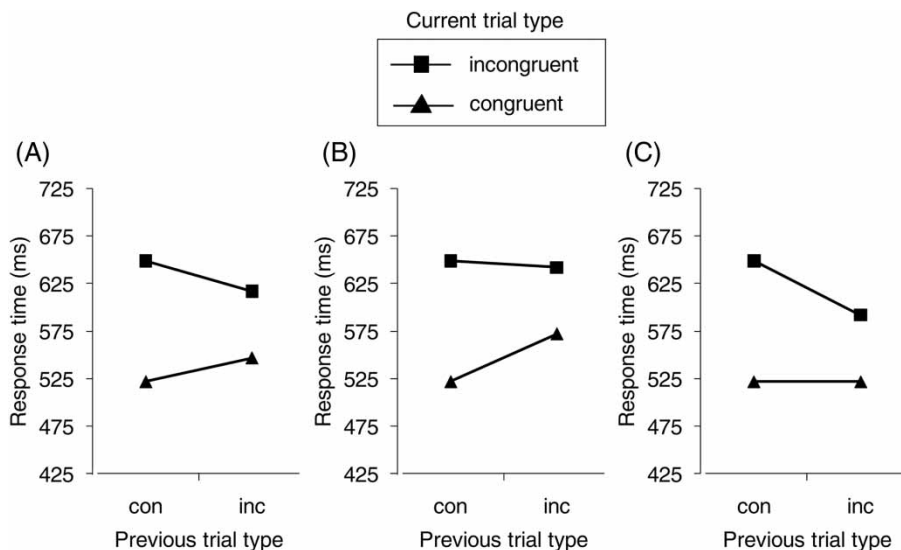 Current trial type
incongruent
congruent
(A)
Response time (ms)
725
675
625
575
525
475
425
con inc
Previous trial type
(B)
Response time (ms)
725
675
625
575
525
475
425
con inc
Previous trial type
(C)
Response time (ms)
725
675
625
575
525
475
425
con inc
Previous trial type